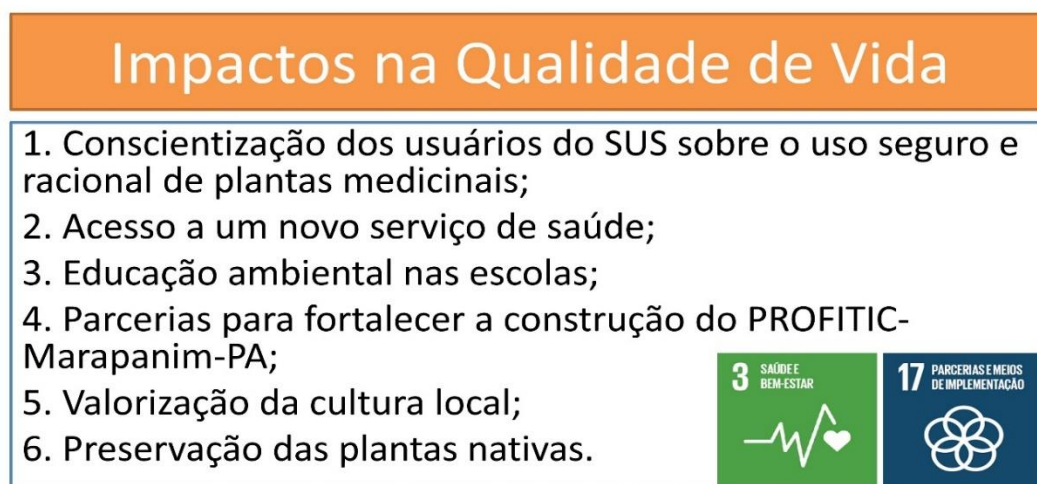 Impactos na Qualidade de Vida
1. Conscientização dos usuários do SUS sobre o uso seguro e
racional de plantas medicinais;
2. Acesso a um novo serviço de saúde;
3. Educação ambiental nas escolas;
4. Parcerias para fortalecer a construção do PROFITIC-
Marapanim-PA;
5. Valorização da cultura local;
6. Preservação das plantas nativas.
3 SAÚDE E
BEM-ESTAR
17 PARCERIAS E MEIOS
DE IMPLEMENTAÇÃO